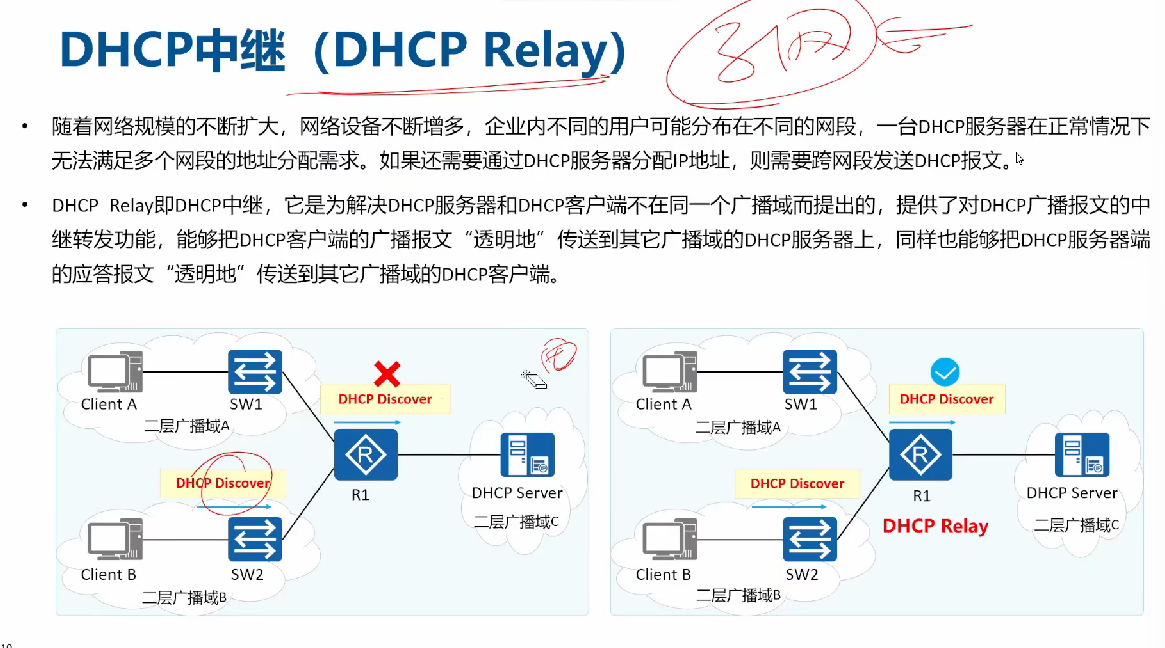 DHCP中继（DHCP Relay）
• 随着网络规模的不断扩大，网络设备不断增多，企业内不同的用户可能分布在不同的网段，一台DHCP服务器在正常情况下
无法满足多个网段的地址分配需求。如果还需要通过DHCP服务器分配IP地址，则需要跨网段发送DHCP报文。
• DHCP Relay即DHCP中继，它是为解决DHCP服务器和DHCP客户端不在同一个广播域而提出的，提供了对DHCP广播报文的中
继转发功能，能够把DHCP客户端的广播报文“透明地”传送到其它广播域的DHCP服务器上，同样也能够把DHCP服务器端
的应答报文“透明地”传送到其它广播域的DHCP客户端。
Client A
SW1
二层广播域A
DHCP Discover
DHCP Discover
R
R1
DHCP Server
二层广播域C
Client B
SW2
二层广播域B
Client A
SW1
二层广播域A
DHCP Discover
DHCP Discover
R
R1
DHCP Relay
DHCP Server
二层广播域C
Client B
SW2
二层广播域B